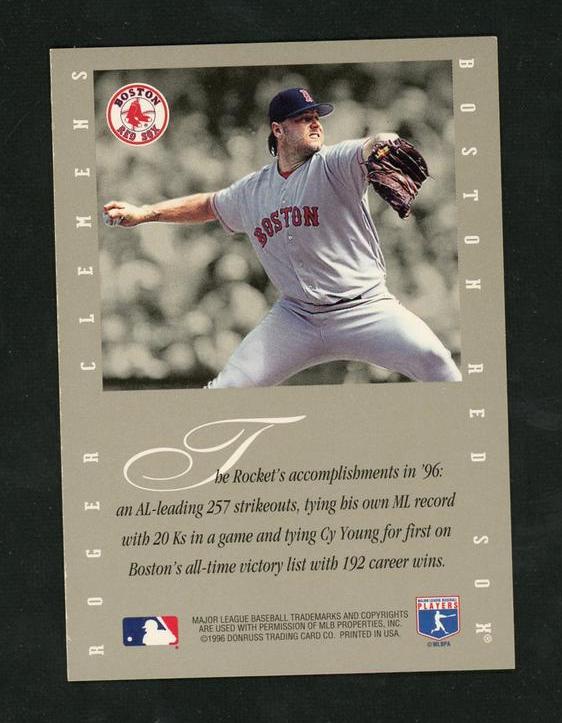 ROGER CLEMENS
BOSTON RED SOX®
BOSTON
RED SOX
B
BOSTON
The Rocket's accomplishments in '96:
an AL-leading 257 strikeouts, tying his own ML record
with 20 Ks in a game and tying Cy Young for first on
Boston's all-time victory list with 192 career wins.
MAJOR LEAGUE BASEBALL TRADEMARKS AND COPYRIGHTS
ARE USED WITH PERMISSION OF MLB PROPERTIES, INC.
©1996 DONRUSS TRADING CARD CO. PRINTED IN USA.
MAJOR LEAGUE BASEBALL
PLAYERS
©MLBPA